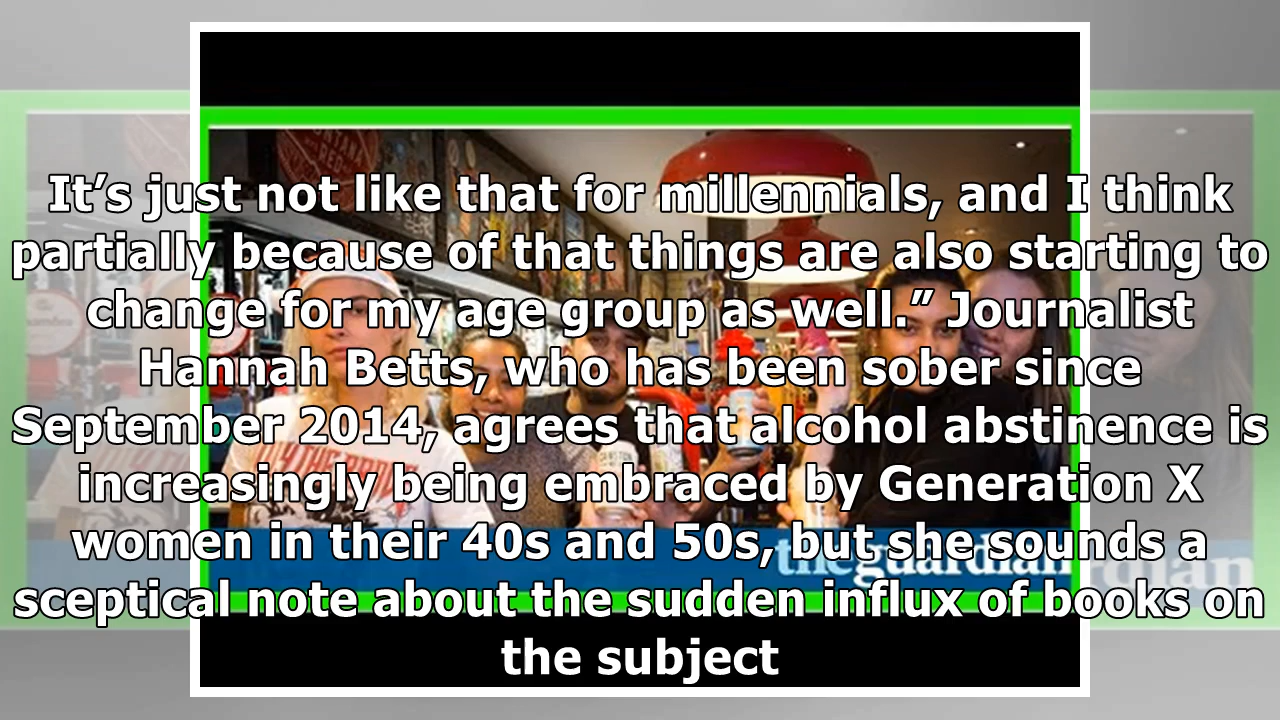 It’s just not like that for millennials, and I think
partially because of that things are also starting to
change for my age group as well.” Journalist
Hannah Betts, who has been sober since
September 2014, agrees that alcohol abstinence is
increasingly being embraced by Generation X
women in their 40s and 50s, but she sounds a
sceptical note about the sudden influx of books on
the subject
theguardian